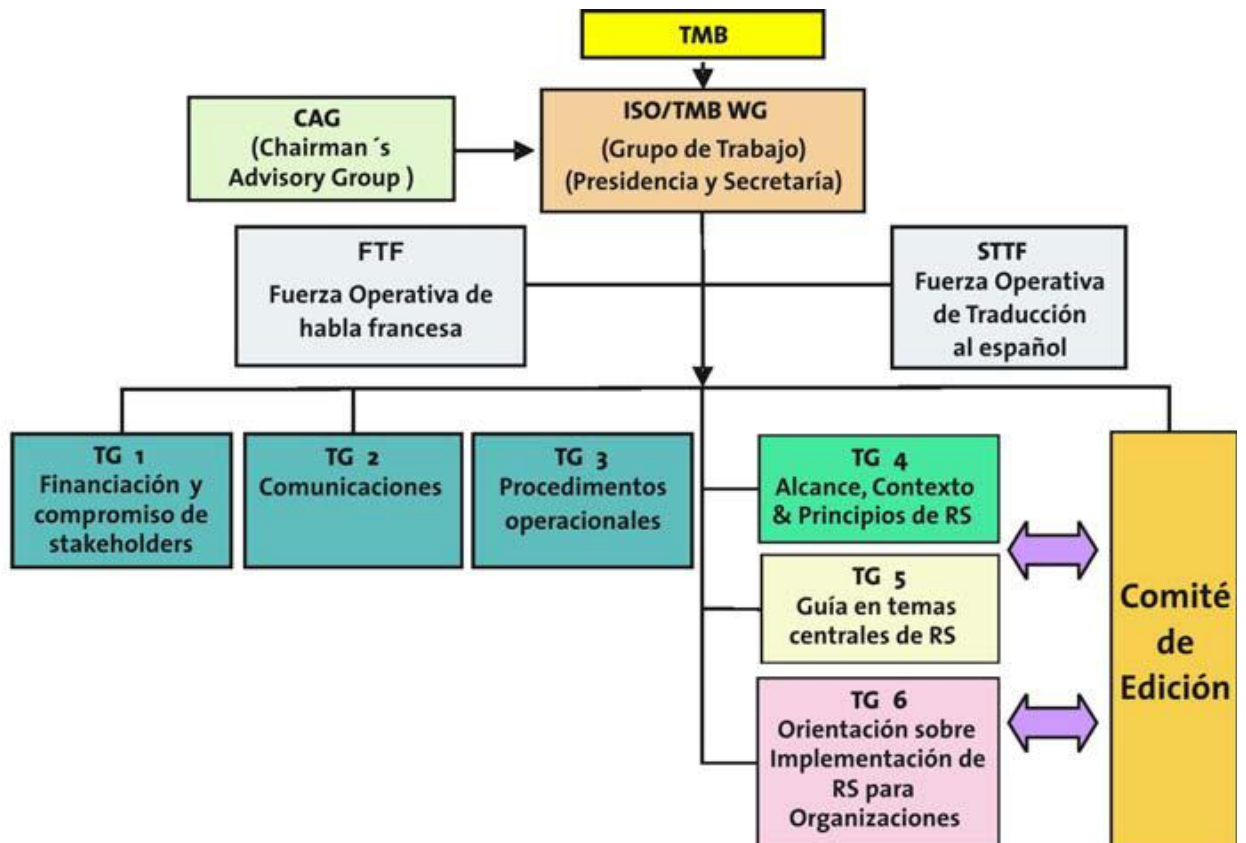 TMB
CAG
(Chairman ´s
Advisory Group )
ISO/TMB WG
(Grupo de Trabajo)
(Presidencia y Secretaría)
FTF
Fuerza Operativa de
habla francesa
STTF
Fuerza Operativa
de Traducción
al español
TG 1
Financiación y
compromiso de
stakeholders
TG 2
Comunicaciones
TG 3
Procedimentos
operacionales
TG 4
Alcance, Contexto
& Principios de RS
TG 5
Guía en temas
centrales de RS
TG 6
Orientación sobre
Implementación de
RS para
Organizaciones
Comité
de
Edición